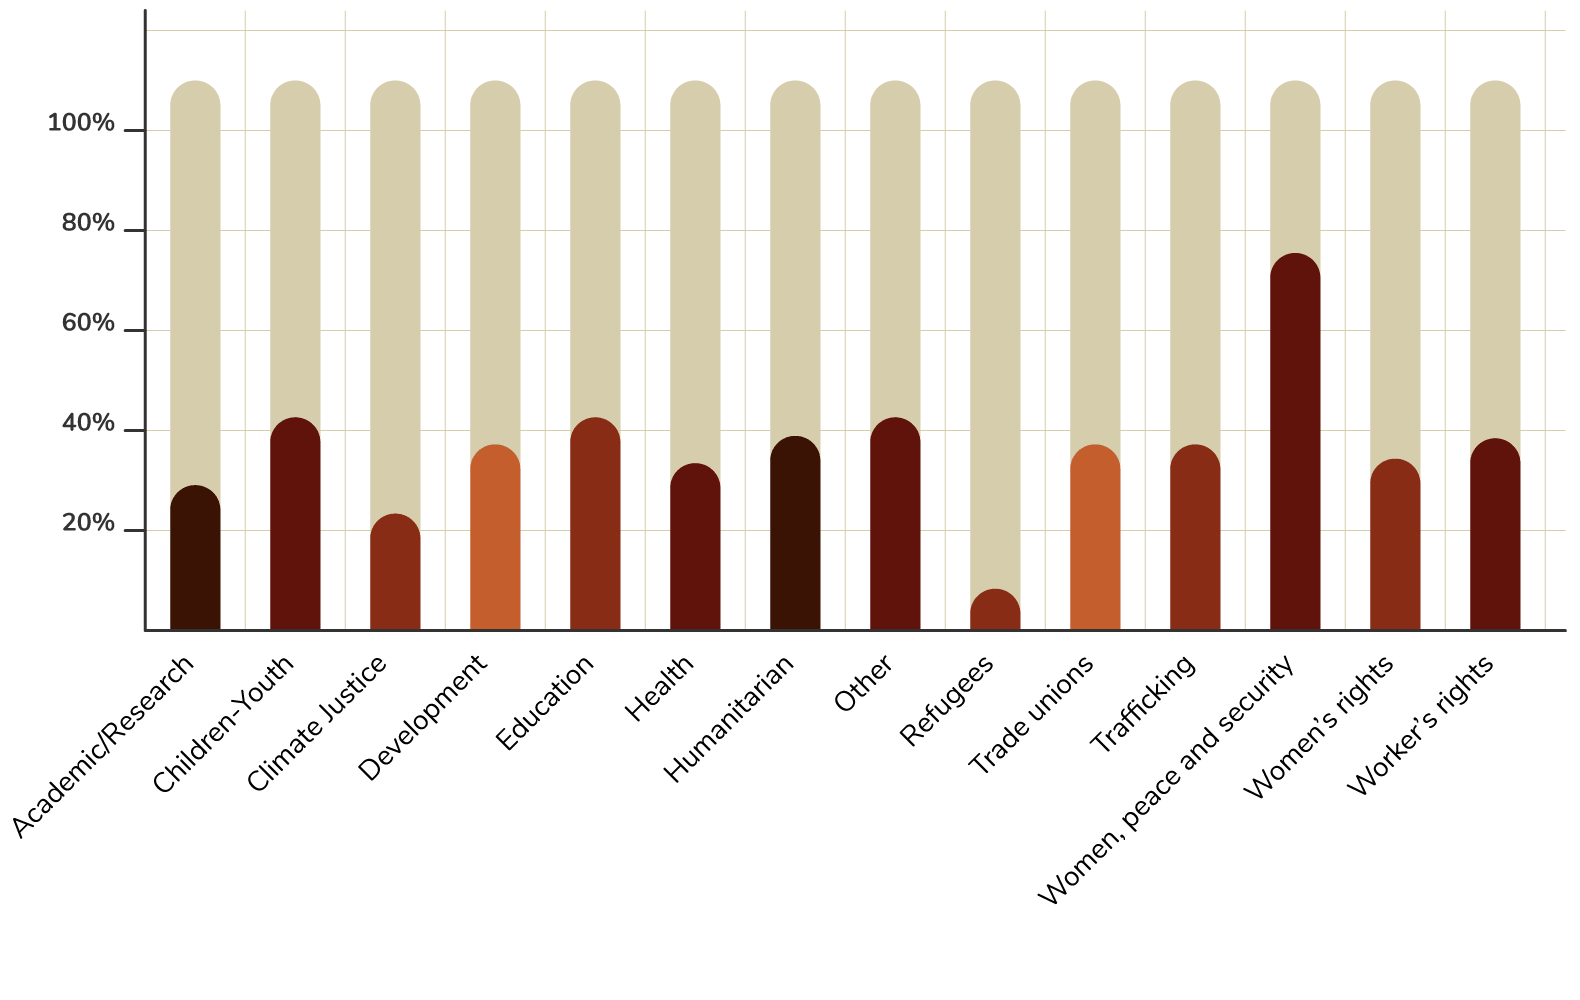 100%
80%
60%
40%
20%
Academic/Research
Children-Youth
Climate Justice
Development
Education
Health
Humanitarian
Other
Refugees
Trade unions
Trafficking
Women, peace and security
Women’s rights
Worker’s rights